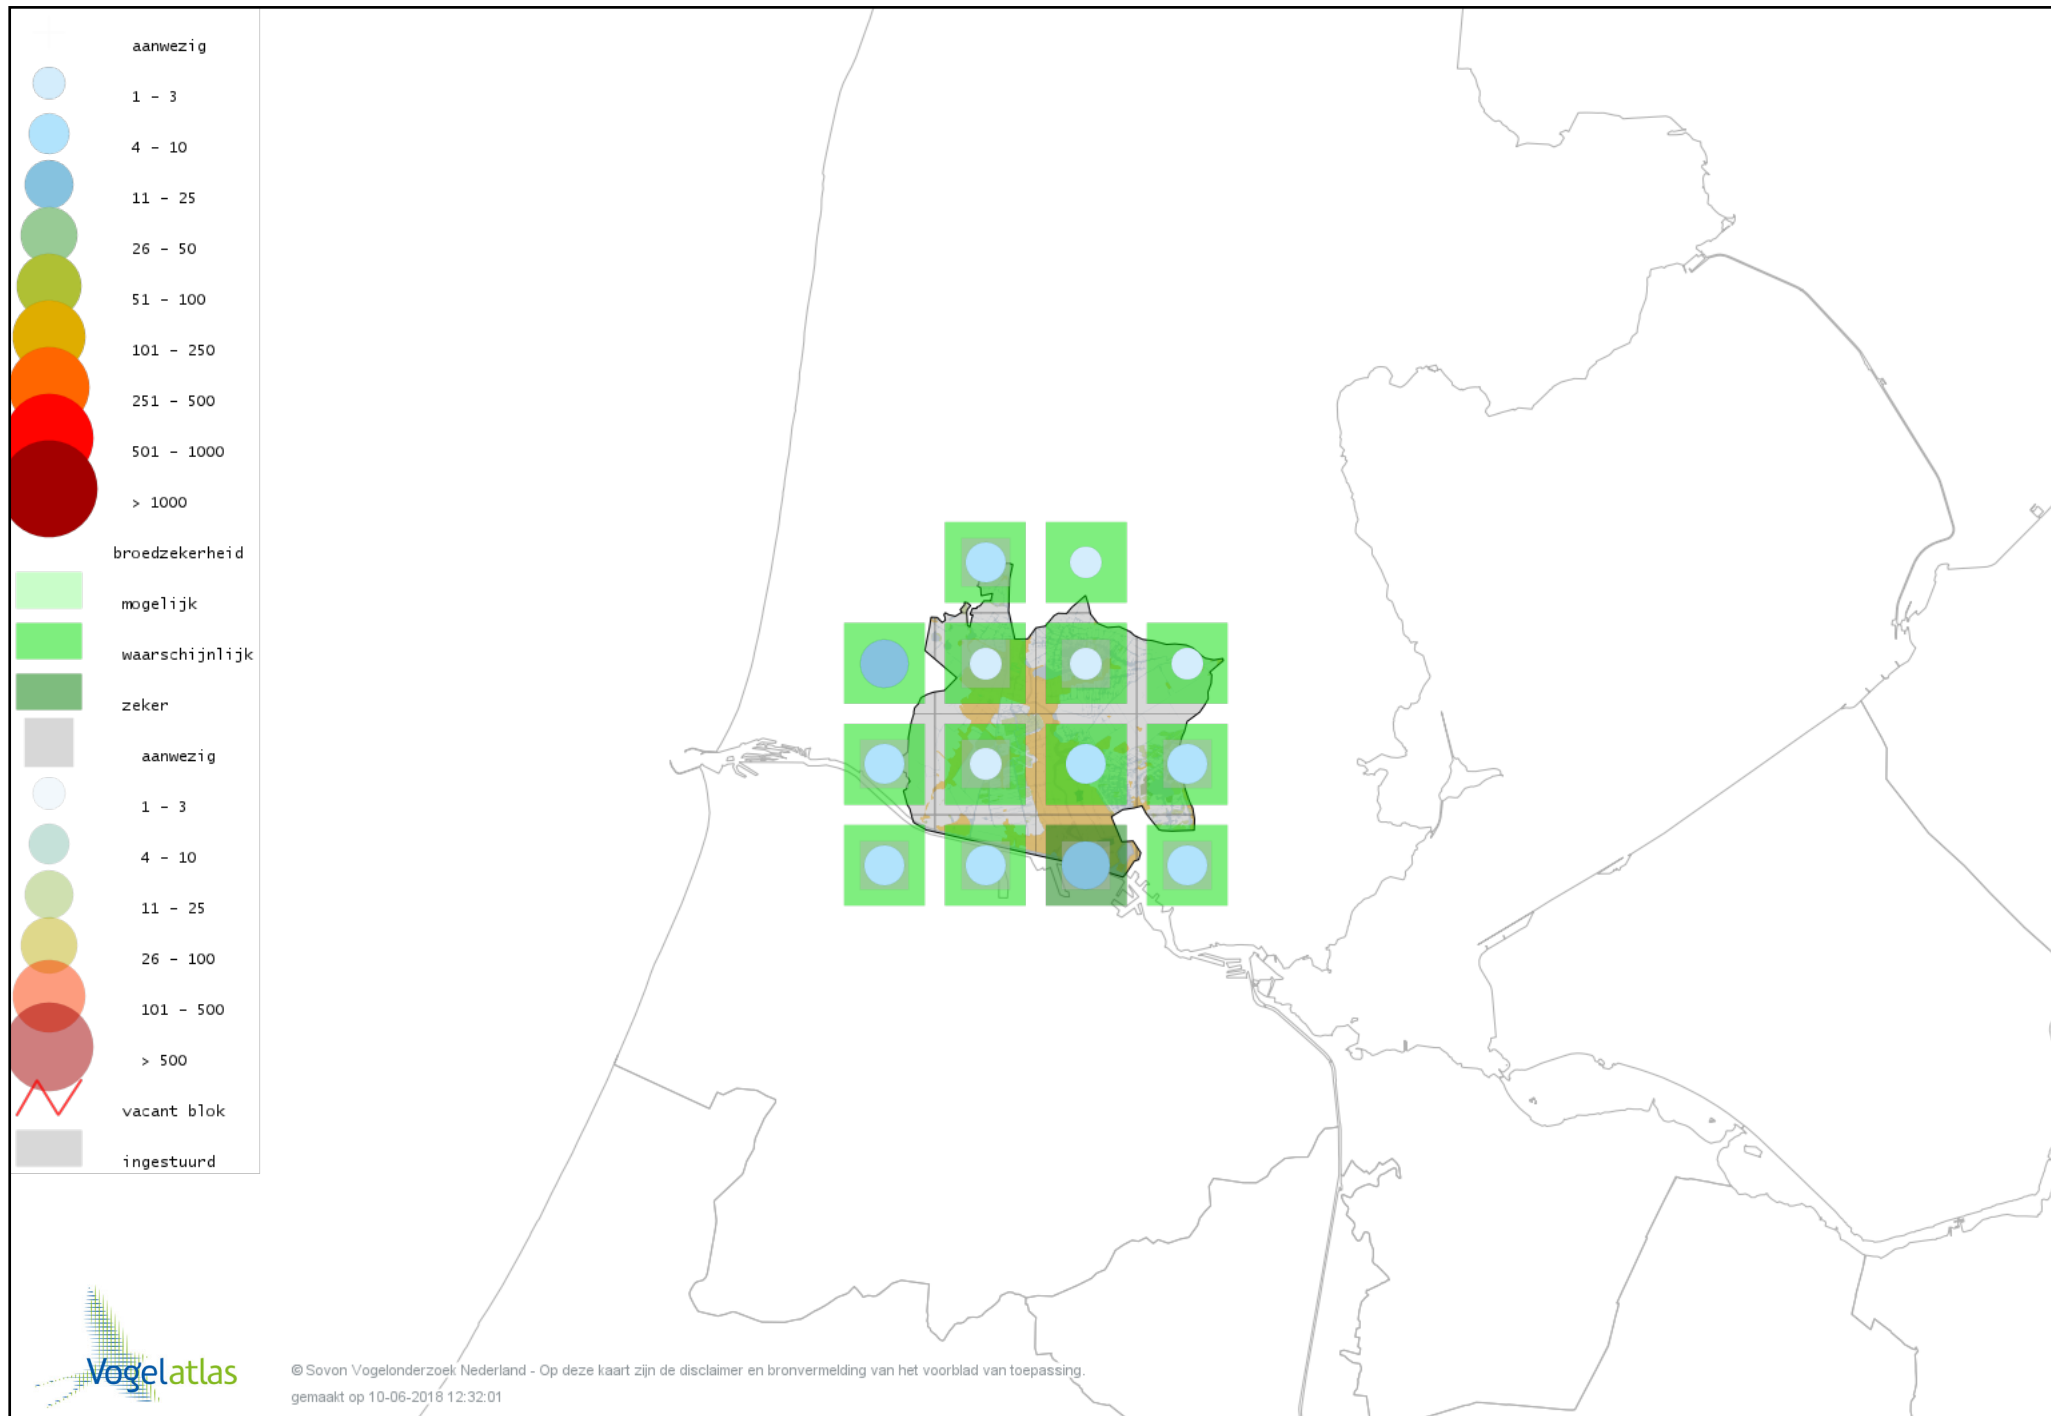 aanwezig
1 - 3
4 - 10
11 - 25
26 - 50
51 - 100
101 - 250
251 - 500
501 - 1000
> 1000
broedzekerheid
mogelijk
waarschijnlijk
zeker
aanwezig
1 - 3
4 - 10
11 - 25
26 - 100
101 - 500
> 500
vacant blok
ingestuurd
Vogelatlas
© Sovon Vogelonderzoek Nederland - Op deze kaart zijn de disclaimer en bronvermelding van het voorblad van toepassing.
gemaakt op 10-06-2018 12:32:01